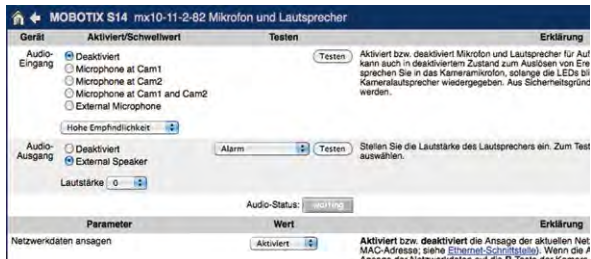 MOBOTIX S14 mx10-11-2-82 Mikrofon und Lautsprecher
Gerät Aktiviert/Schwellwert Testen Erklärung
Audio-Eingang
Deaktiviert
Microphone at Cam1
Microphone at Cam2
Microphone at Cam1 and Cam2
External Microphone
Hohe Empfindlichkeit
Testen
Aktiviert bzw. deaktiviert Mikrofon und Lautsprecher für Auf
kann auch in deaktiviertem Zustand zum Auslösen von Ere
sprechen Sie in das Kameramikrofon, solange die LEDs bli
Kameralautsprecher wiedergegeben. Aus Sicherheitsgründ
werden.
Audio-Ausgang
Deaktiviert
External Speaker
Lautstärke 0
Alarm Testen
Stellen Sie die Lautstärke des Lautsprechers ein. Zum Test
auswählen.
Audio-Status: waiting
Parameter Wert Erklärung
Netzwerkdaten ansagen Aktiviert
Aktiviert bzw. deaktiviert die Ansage der aktuellen Net
MAC-Adresse; siehe Ethernet-Schnittstelle). Wenn die A